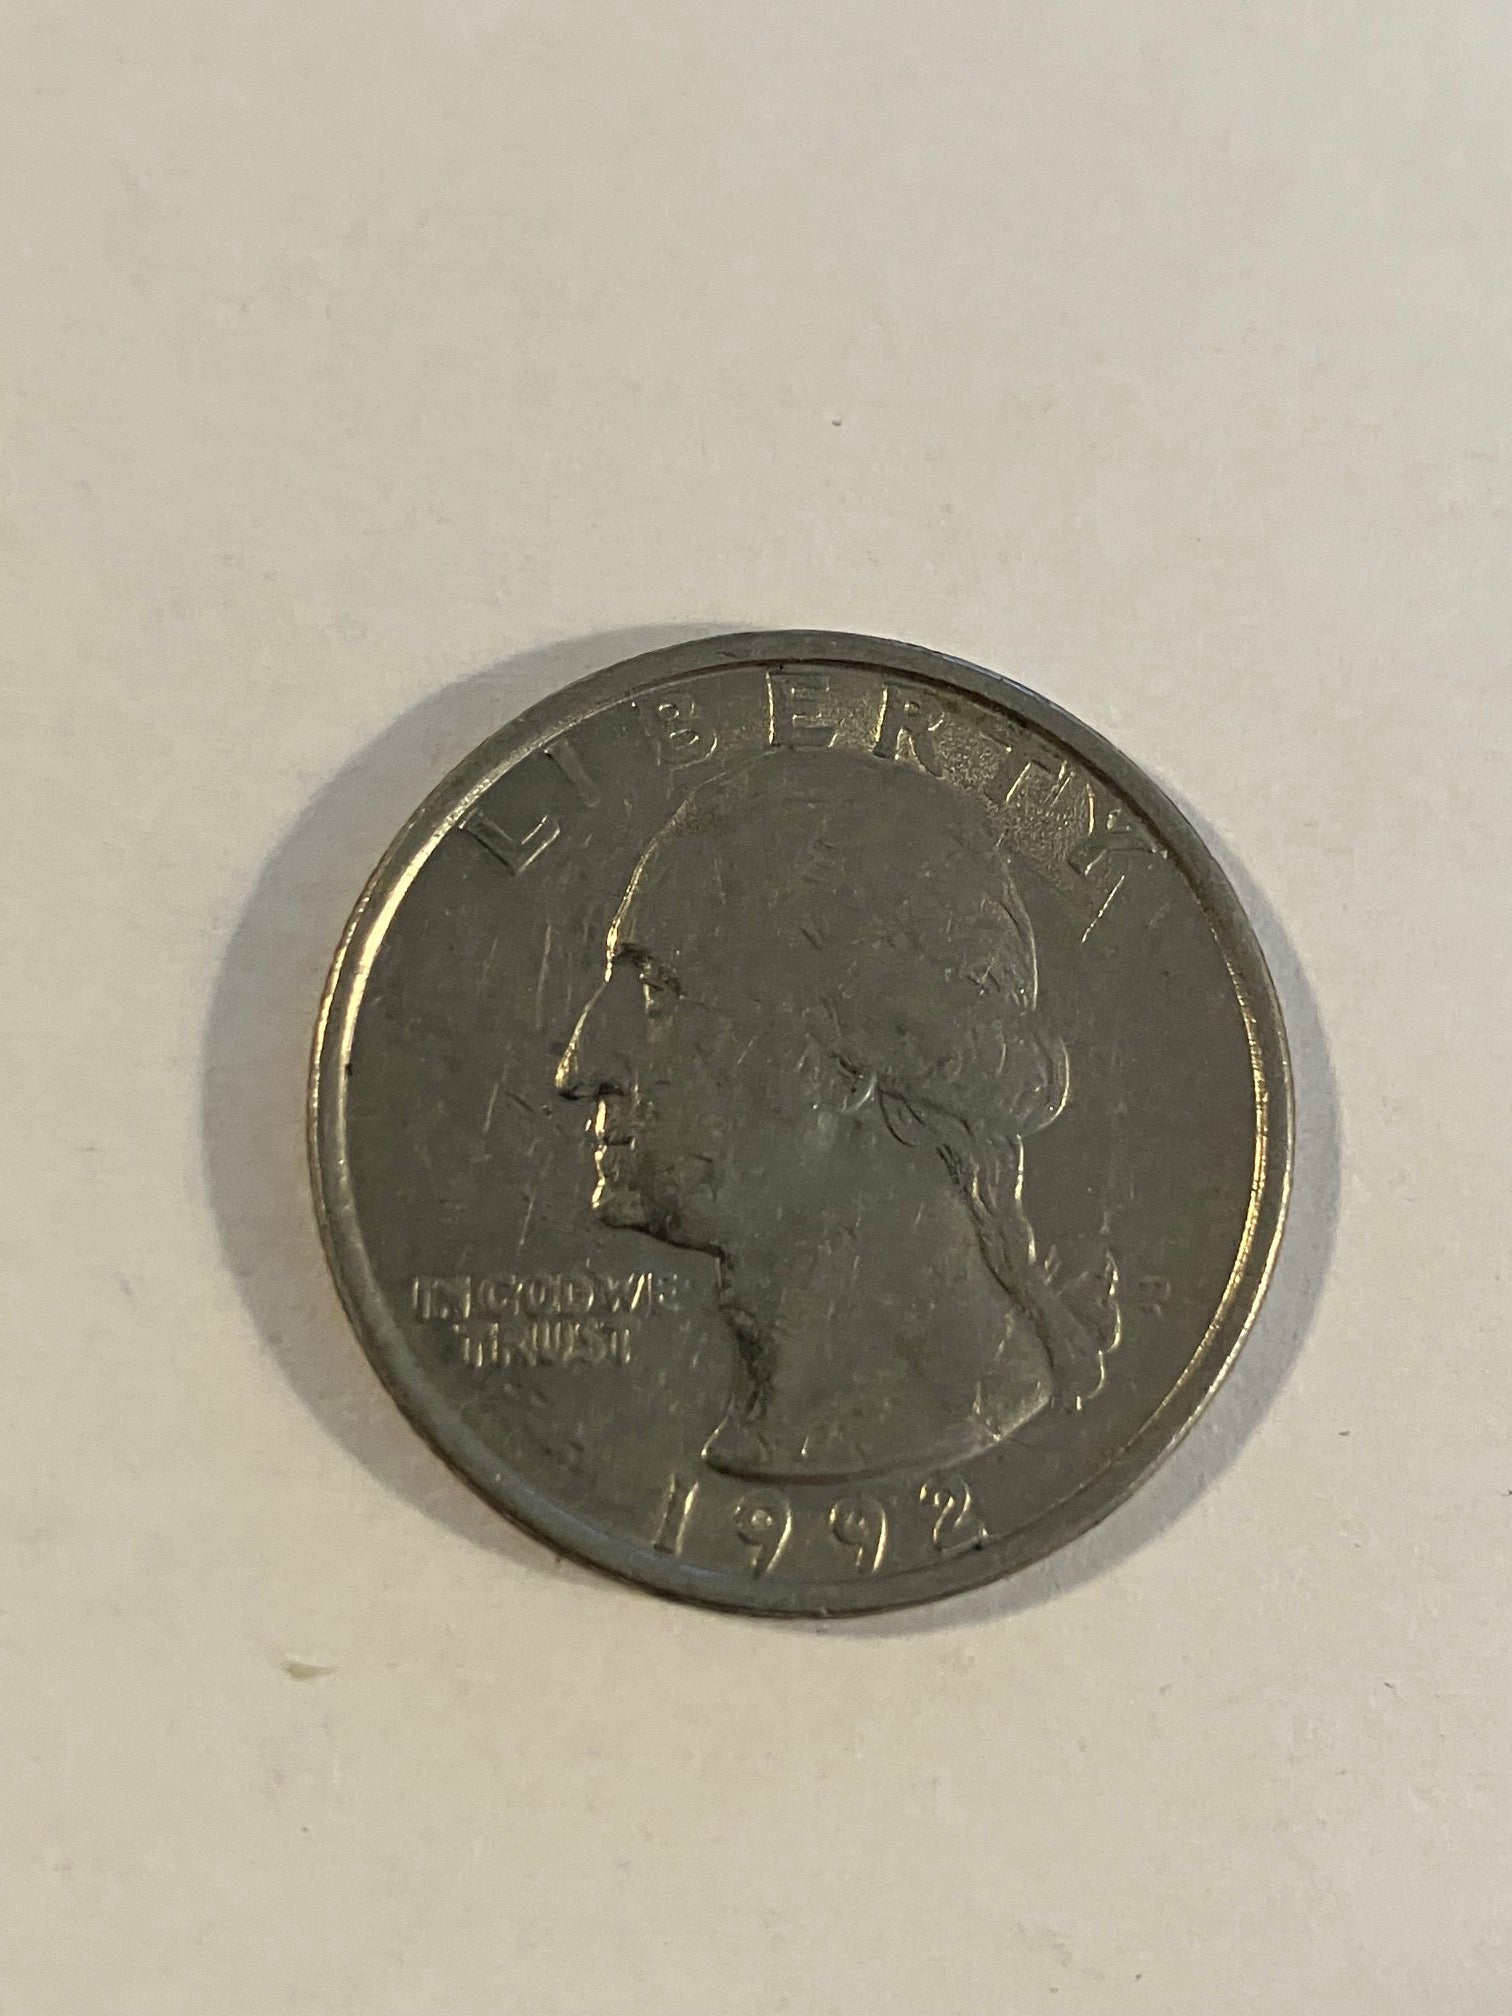 LIBERTY
IN GOD WE
TRUST
1992